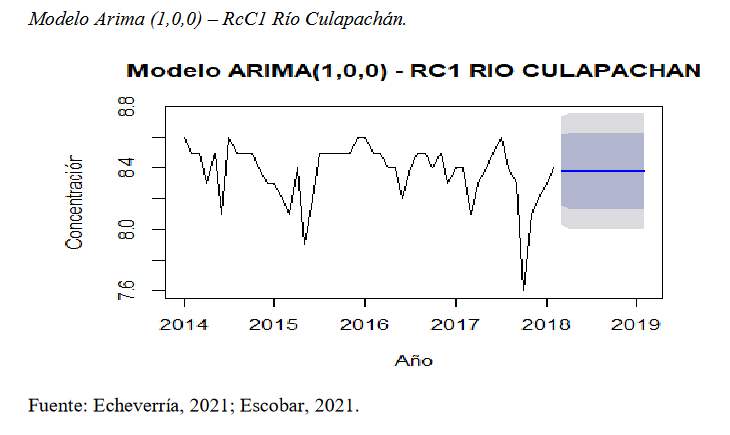 Modelo Arima (1,0,0) – RcC1 Río Culapachán.
Modelo ARIMA(1,0,0) - RC1 RIO CULAPACHAN
8.8
8.4
8.0
7.6
Concentración
2014 2015 2016 2017 2018 2019
Año
Fuente: Echeverría, 2021; Escobar, 2021.